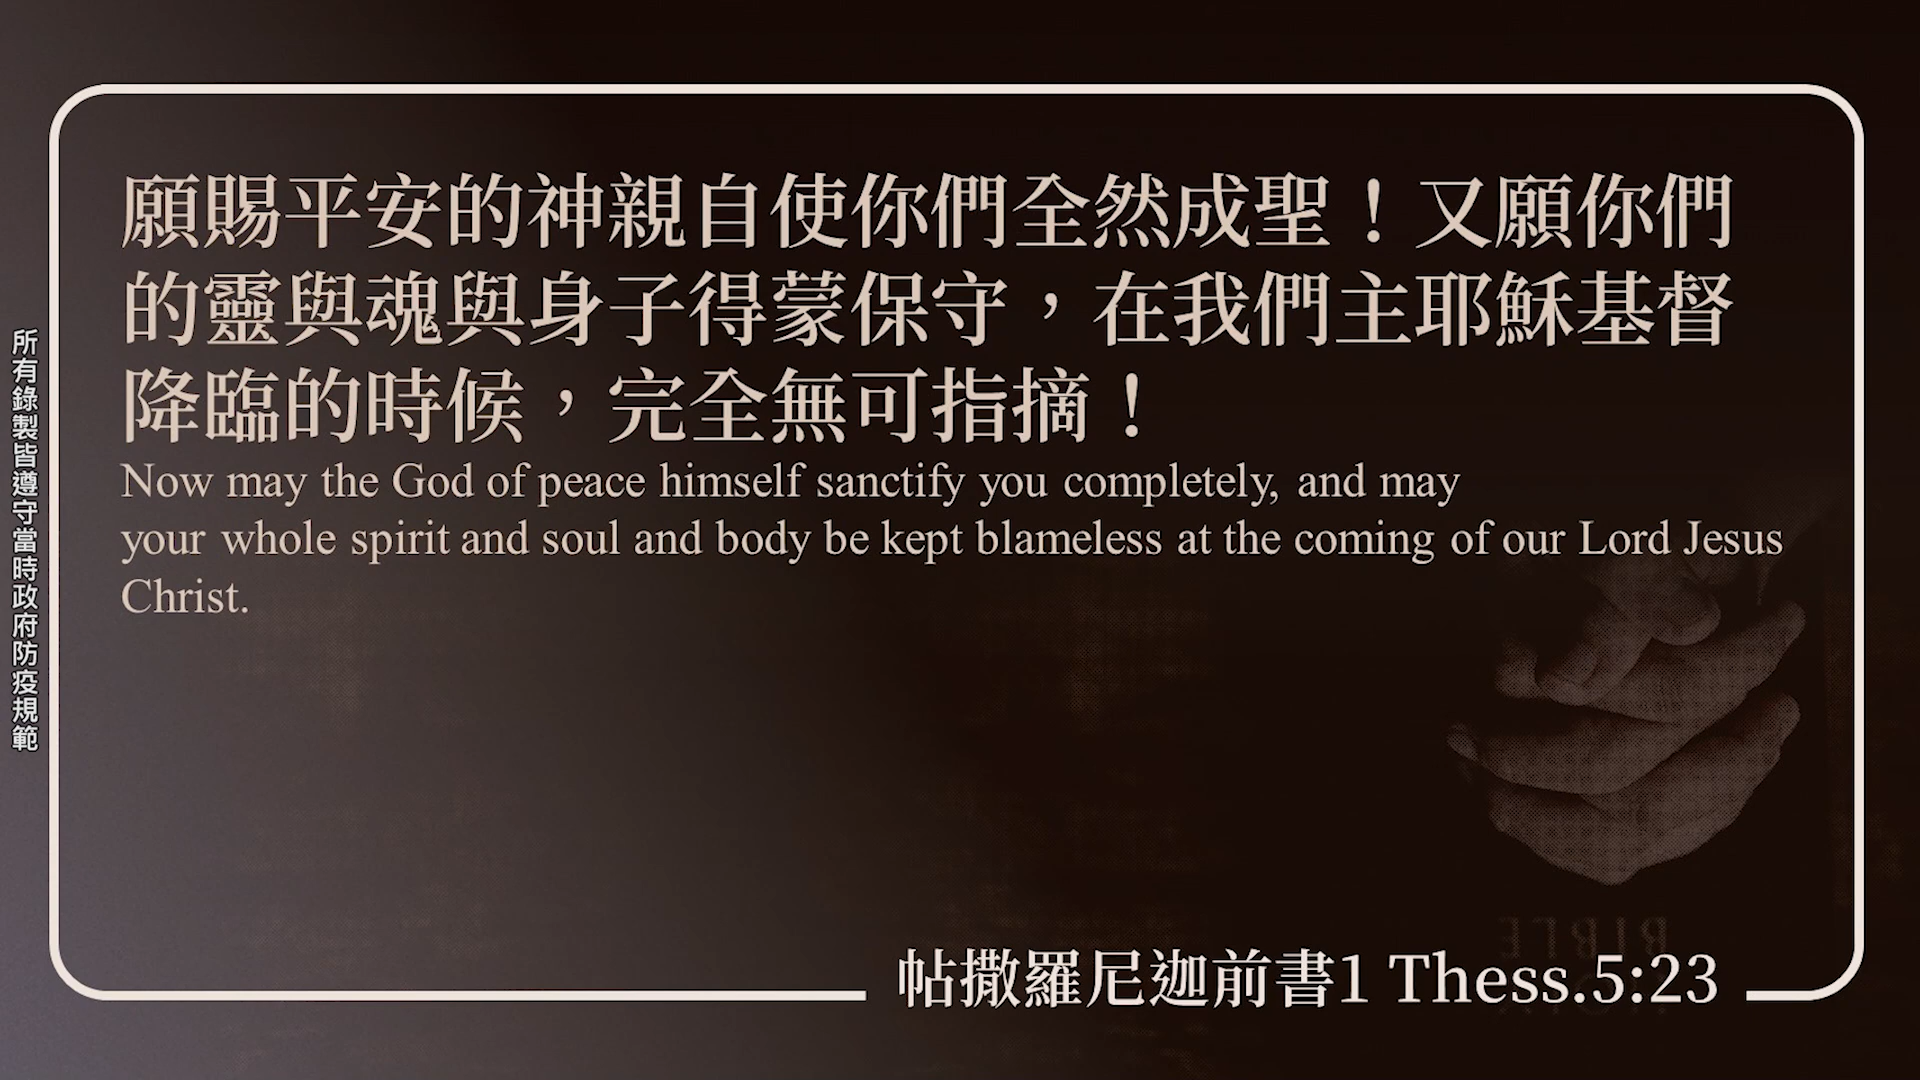 願賜平安的神親自使你們全然成聖！又願你們
的靈與魂與身子得蒙保守，在我們主耶穌基督
降臨的時候，完全無可指摘！
Now may the God of peace himself sanctify you completely, and may
your whole spirit and soul and body be kept blameless at the coming of our Lord Jesus
Christ.
帖撒羅尼迦前書1 Thess.5:23
所有錄製皆遵守當時政府防疫規範
BIBLE